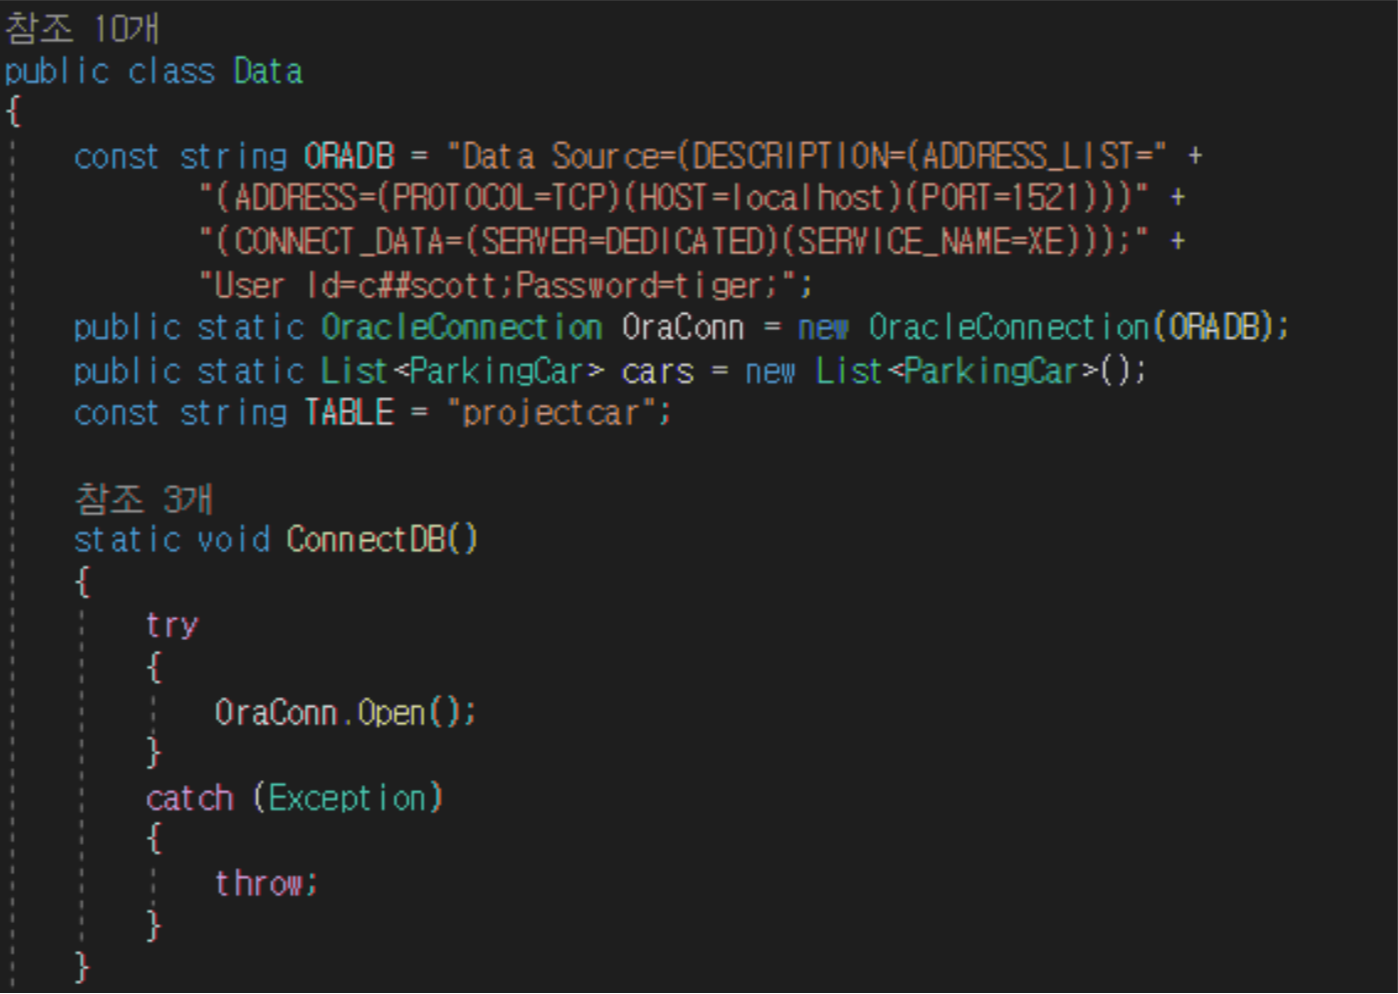 참조 10개
public class Data
{
const string ORADB = "Data Source=(DESCRIPTION=(ADDRESS_LIST=" +
"(ADDRESS=(PROTOCOL=TCP)(HOST=localhost)(PORT=1521)))" +
"(CONNECT_DATA=(SERVER=DEDICATED)(SERVICE_NAME=XE)));" +
"User Id=c##scott;Password=tiger;";
public static OracleConnection OraConn = new OracleConnection(ORADB);
public static List<ParkingCar> cars = new List<ParkingCar>();
const string TABLE = "projectcar";
참조 3개
static void ConnectDB()
{
try
{
OraConn.Open();
}
catch (Exception)
{
throw;
}
}